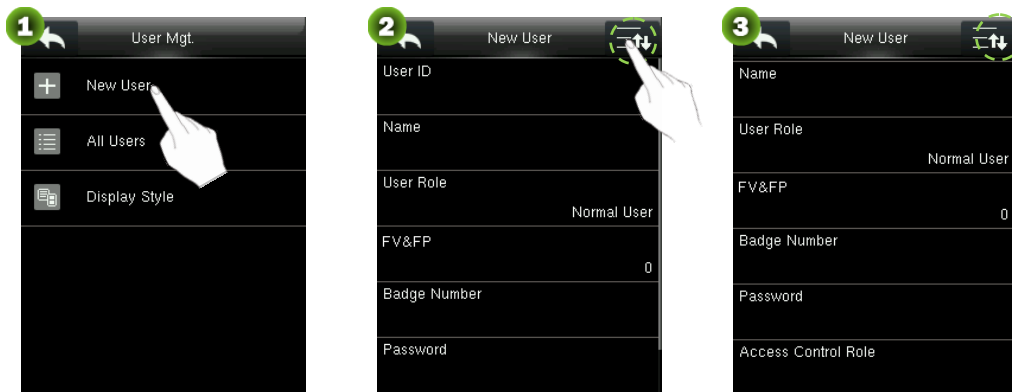 1
User Mgt.
New User
All Users
Display Style
2
New User
User ID
Name
User Role
Normal User
FV&FP
0
Badge Number
Password
3
New User
Name
User Role
Normal User
FV&FP
0
Badge Number
Password
Access Control Role